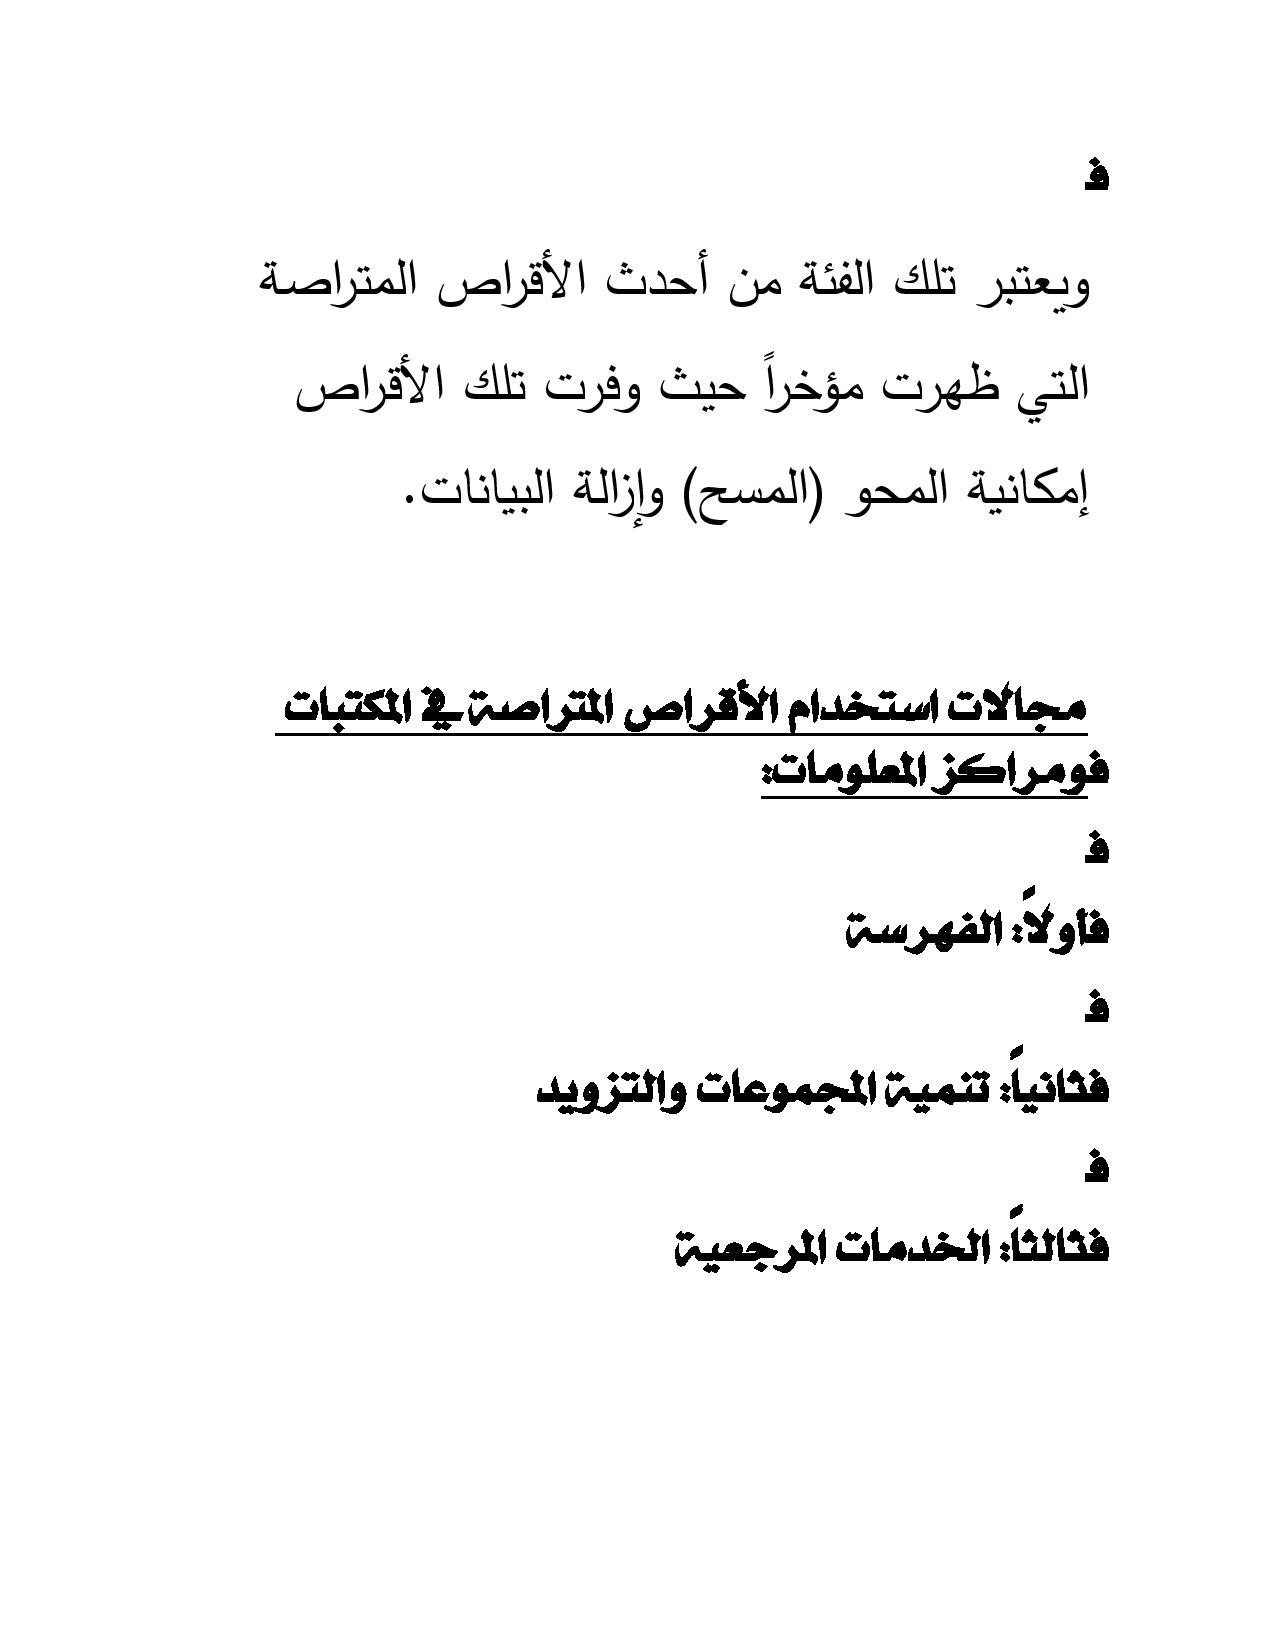 ف
ويعتبر تلك الفئة من أحدث الأقراص المتراصة
التي ظهرت مؤخراً حيث وفرت تلك الأقراص
إمكانية المحو (المسح) وإزالة البيانات.
مجالات استخدام الأقراص المتراصة في المكتبات
فومراكز المعلومات:
ف
فأولاً: الفهرسة
ف
فثانياً: تنمية المجموعات والتزويد
ف
فثالثاً: الخدمات المرجعية